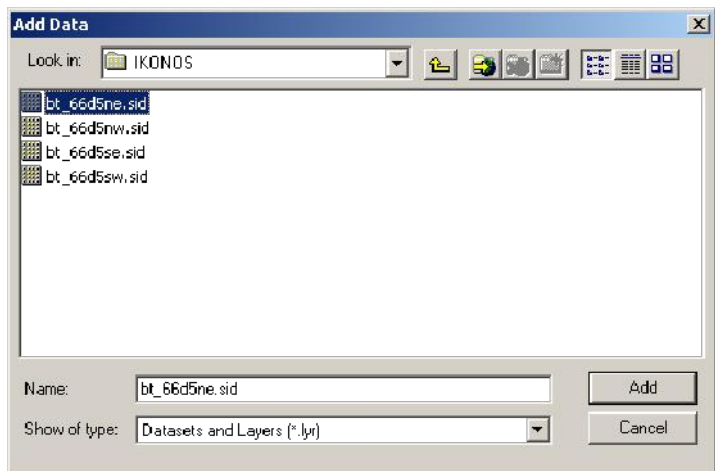 Add Data
Look in: IKONOS
bt_66d5ne.sid
bt_66d5nw.sid
bt_66d5se.sid
bt_66d5sw.sid
Name: bt_66d5ne.sid Add
Show of type: Datasets and Layers (*.lyr) Cancel